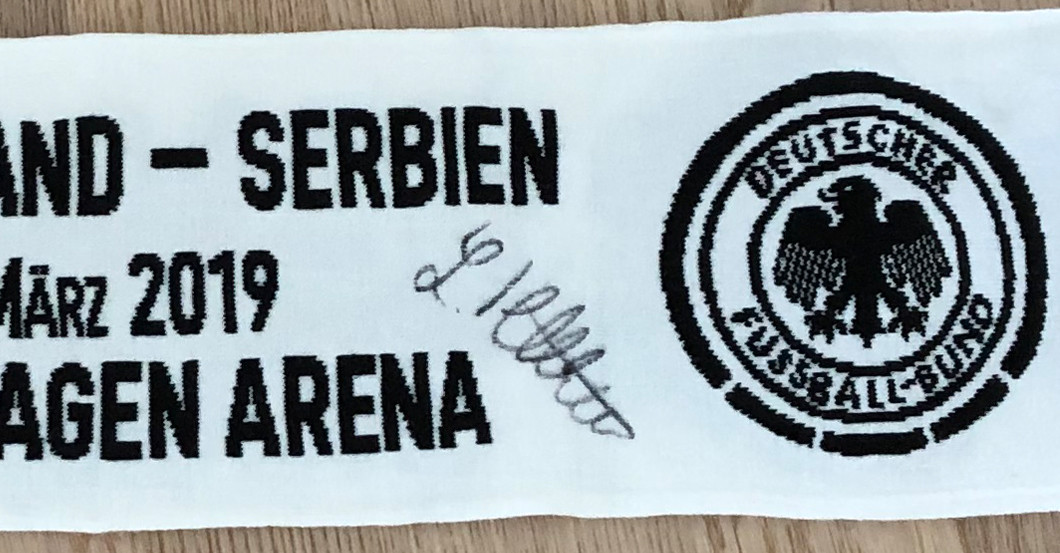 AND – SERBIEN
MÄRZ 2019
AGEN ARENA
DEUTSCHER
FUSSBALL-BUND